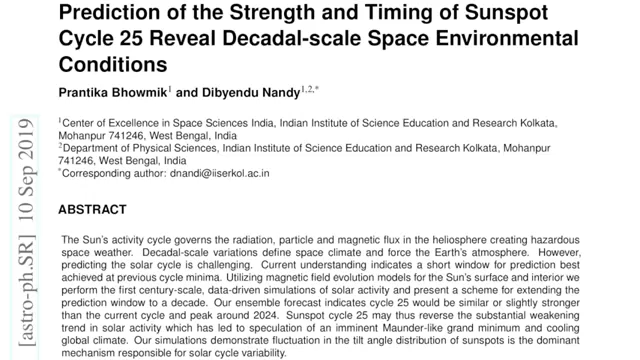 Prediction of the Strength and Timing of Sunspot
Cycle 25 Reveal Decadal-scale Space Environmental
Conditions
Prantika Bhowmik1 and Dibyendu Nandy1,2,*
1Center of Excellence in Space Sciences India, Indian Institute of Science Education and Research Kolkata,
Mohanpur 741246, West Bengal, India
2Department of Physical Sciences, Indian Institute of Science Education and Research Kolkata, Mohanpur
741246, West Bengal, India
*Corresponding author: dnandi@iiserkol.ac.in
ABSTRACT
The Sun's activity cycle governs the radiation, particle and magnetic flux in the heliosphere creating hazardous
space weather. Decadal-scale variations define space climate and force the Earth's atmosphere. However,
predicting the solar cycle is challenging. Current understanding indicates a short window for prediction best
achieved at previous cycle minima. Utilizing magnetic field evolution models for the Sun's surface and interior we
perform the first century-scale, data-driven simulations of solar activity and present a scheme for extending the
prediction window to a decade. Our ensemble forecast indicates cycle 25 would be similar or slightly stronger
than the current cycle and peak around 2024. Sunspot cycle 25 may thus reverse the substantial weakening
trend in solar activity which has led to speculation of an imminent Maunder-like grand minimum and cooling
global climate. Our simulations demonstrate fluctuation in the tilt angle distribution of sunspots is the dominant
mechanism responsible for solar cycle variability.
[astro-ph.SR] 10 Sep 2019